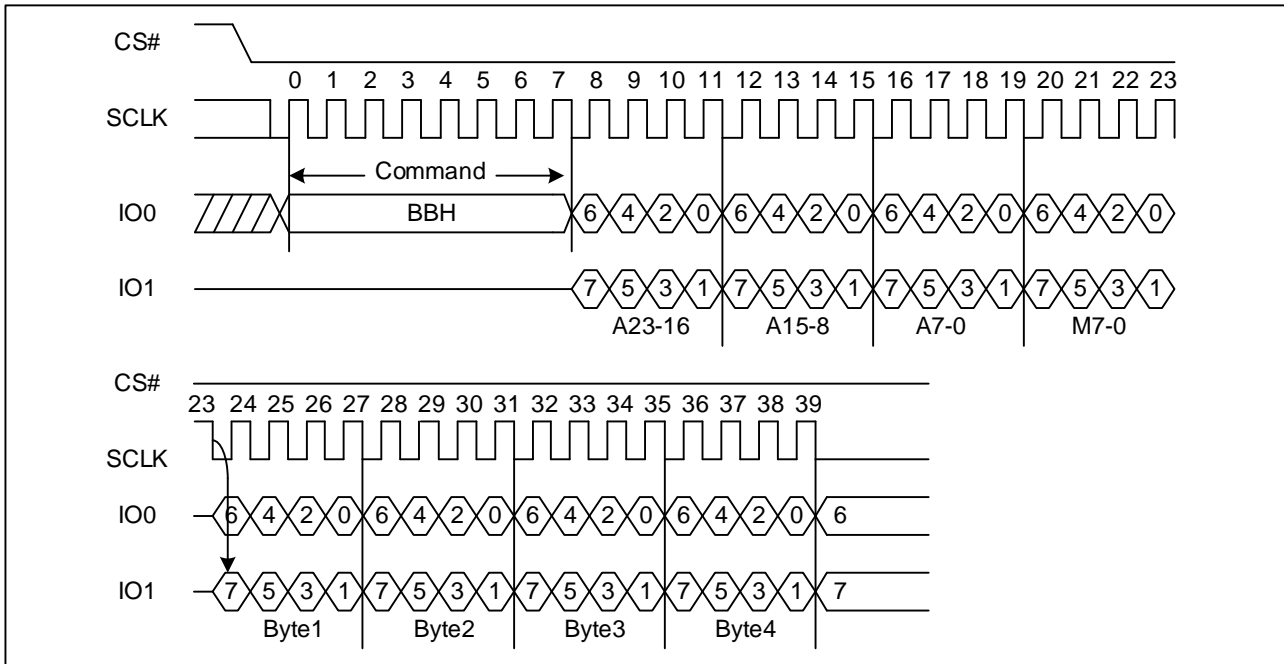 CS#
0 1 2 3 4 5 6 7 8 9 10 11 12 13 14 15 16 17 18 19 20 21 22 23
SCLK
Command
IO0 BBH 6 4 2 0 6 4 2 0 6 4 2 0 6 4 2 0
IO1 7 5 3 1 7 5 3 1 7 5 3 1 7 5 3 1
A23-16 A15-8 A7-0 M7-0
CS#
23 24 25 26 27 28 29 30 31 32 33 34 35 36 37 38 39
SCLK
IO0 6 4 2 0 6 4 2 0 6 4 2 0 6 4 2 0 6
IO1 7 5 3 1 7 5 3 1 7 5 3 1 7 5 3 1 7
Byte1 Byte2 Byte3 Byte4